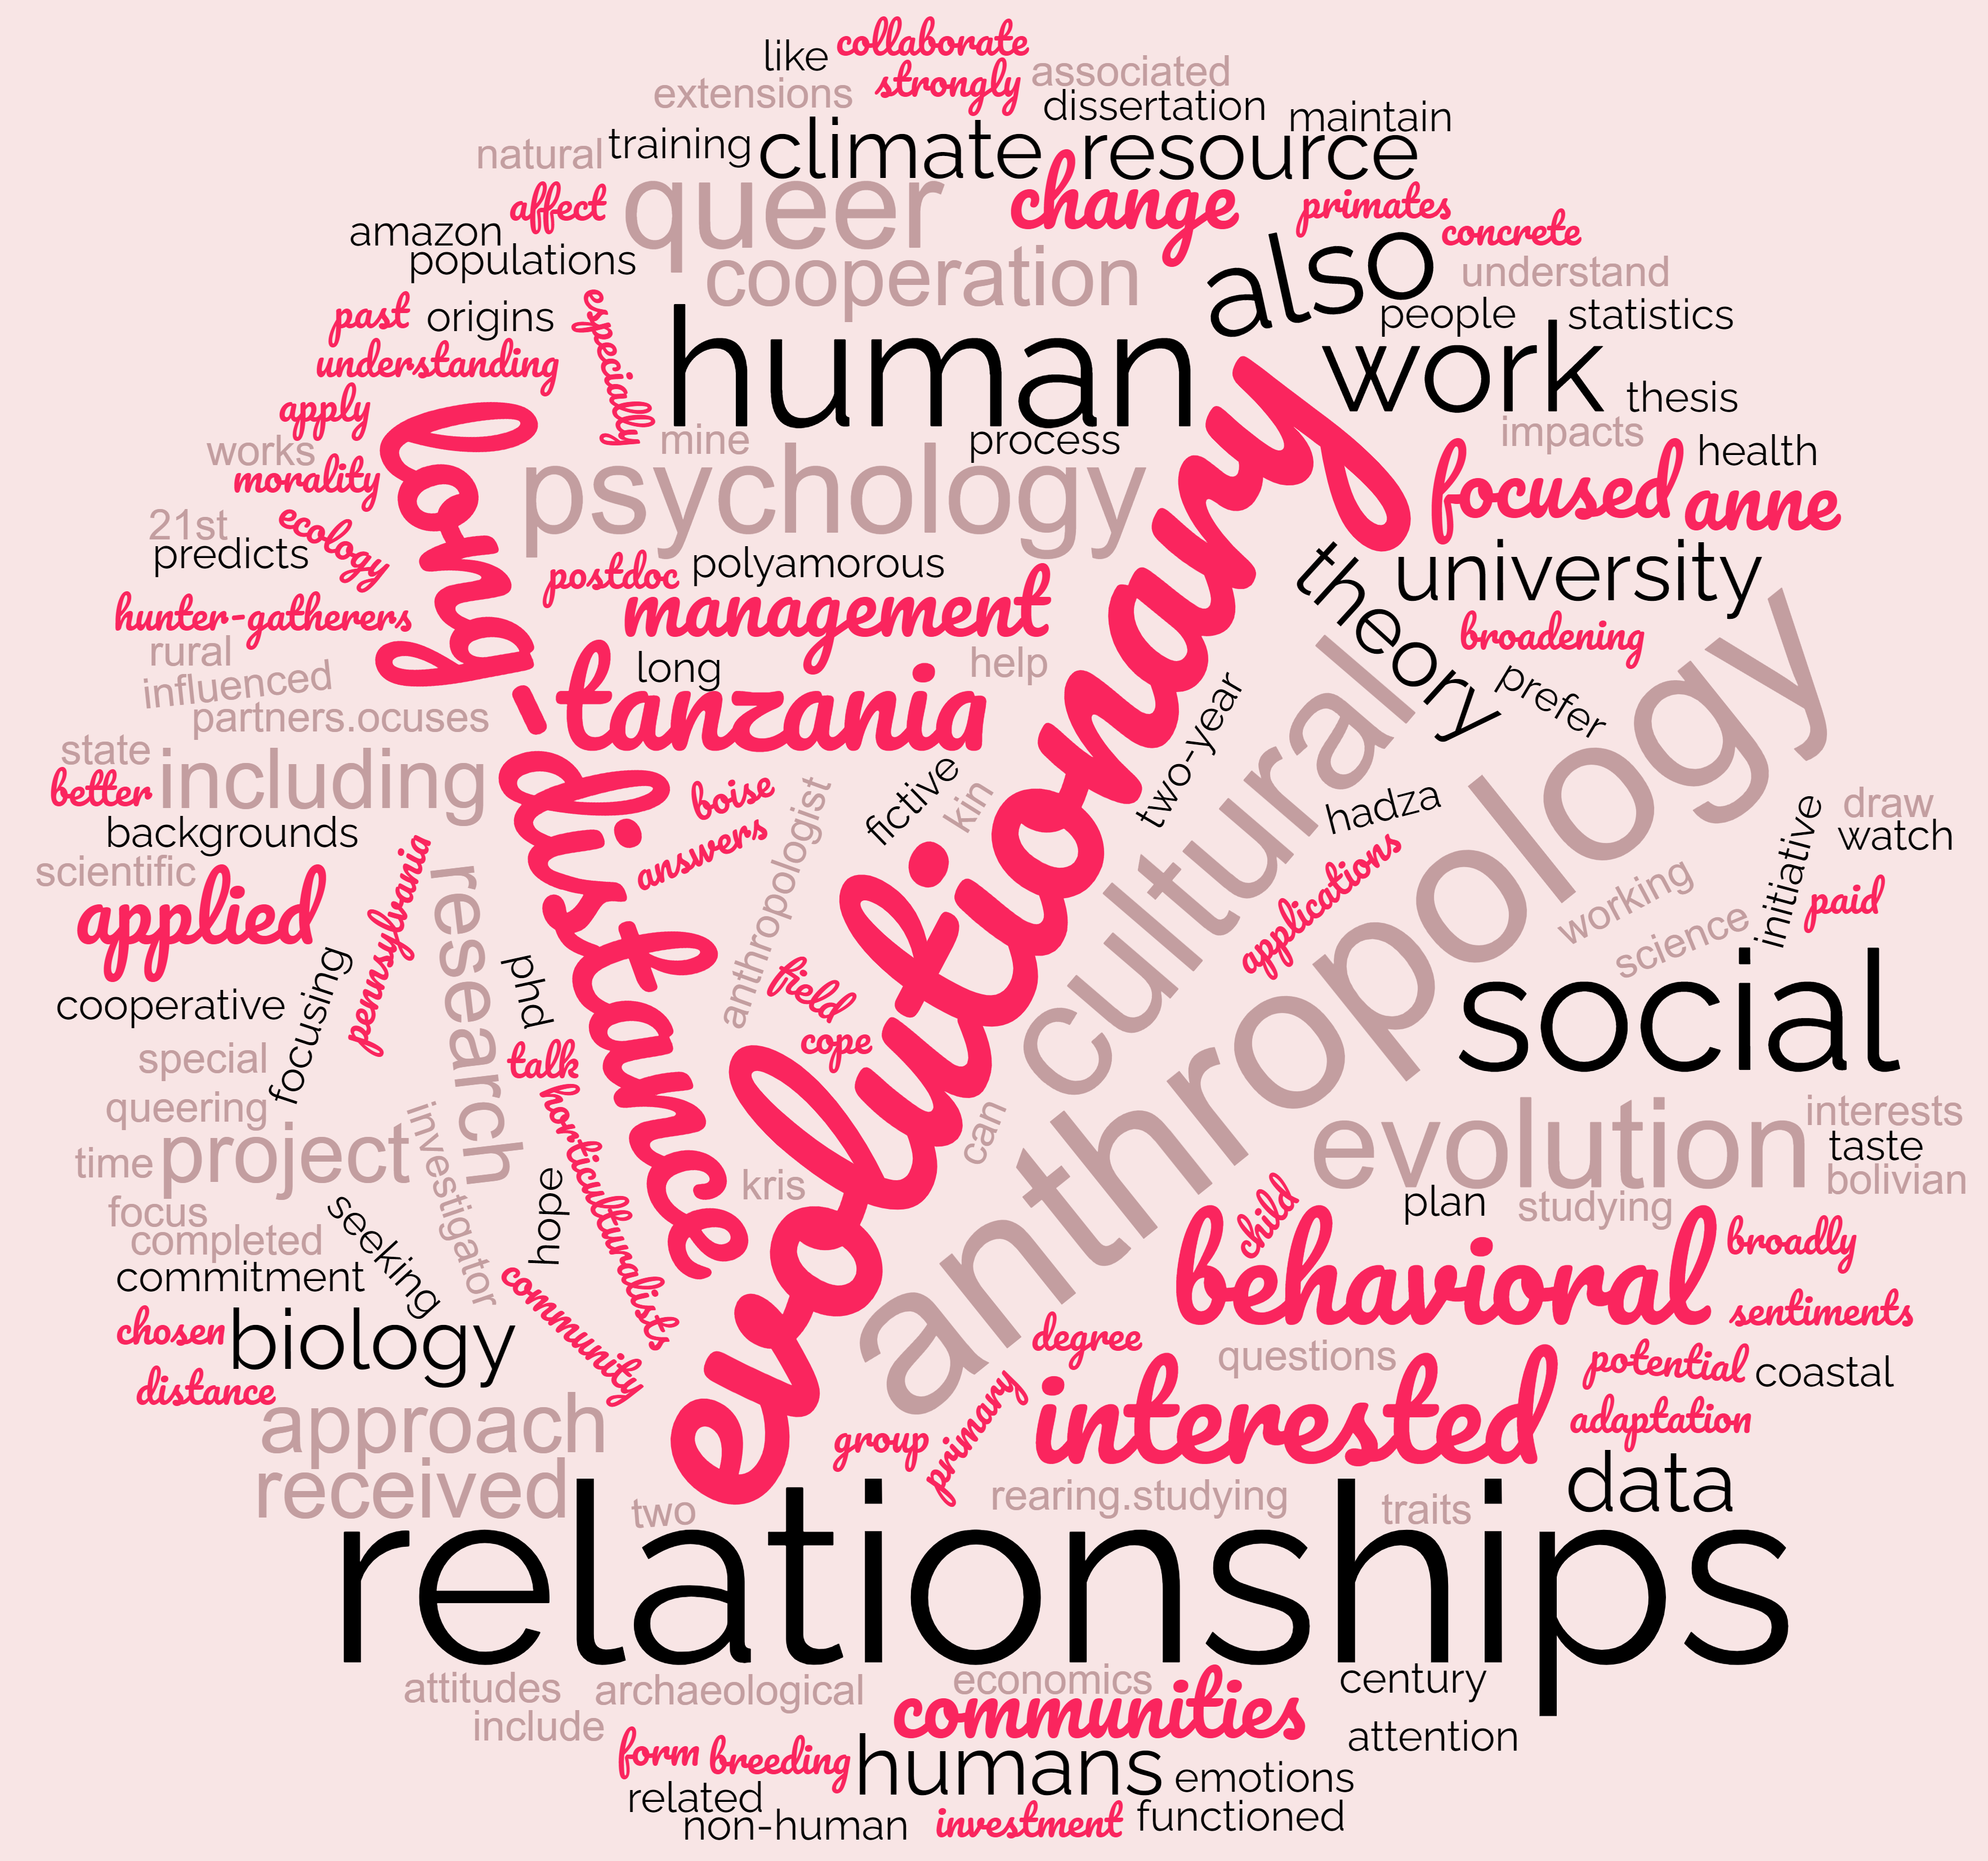 like
collaborate
extensions
strongly
associated
dissertation
maintain
natural
training
climate
resource
affect
queer
change
primates
concrete
amazon
populations
cooperation
also
understand
past
origins
especially
human
people
statistics
understanding
work
thesis
apply
mine
process
impacts
health
works
morality
long-distance
psychology
evolutionary
focused
anne
21st
ecology
predicts
postdoc
polyamorous
theory
university
hunter-gatherers
management
broadening
rural
influenced
long
help
prefer
partners.ocuses
tanzania
two-year
cultural
anthropology
state
better
including
boise
fictive
kin
hadza
draw
backgrounds
answers
anthropologist
initiative
watch
scientific
applied
pennsylvania
research
applications
working
paid
science
cooperative
focusing
phd
field
cope
social
special
talk
queering
investigator
horticulturalists
can
evolution
interests
time
project
taste
kris
bolivian
focus
seeking
hope
plan
studying
completed
child
commitment
behavioral
broadly
community
chosen
biology
degree
questions
sentiments
distance
primary
interested
potential
coastal
approach
group
adaptation
received
two
rearing.studying
traits
data
relationships
attitudes
archaeological
economics
century
include
communities
attention
form
breeding
humans
emotions
related
non-human
investment
functioned